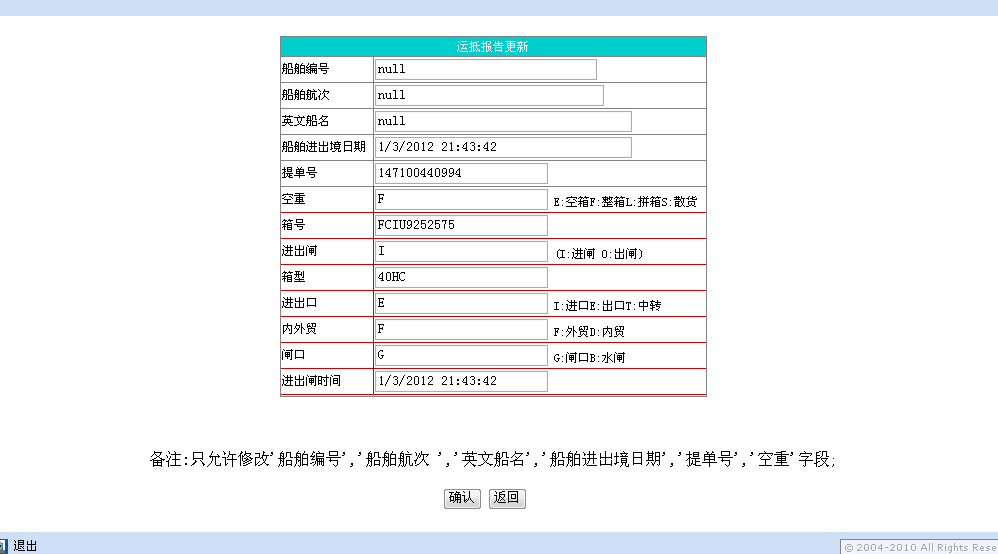 运抵报告更新
船舶编号 null
船舶航次 null
英文船名 null
船舶进出境日期 1/3/2012 21:43:42
提单号 147100440994
空重 F E:空箱F:整箱L:拼箱S:散货
箱号 FCIU9252575
进出闸 I (I:进闸 O:出闸)
箱型 40HC
进出口 E I:进口E:出口T:中转
内外贸 F F:外贸D:内贸
闸口 G G:闸口B:水闸
进出闸时间 1/3/2012 21:43:42
备注:只允许修改'船舶编号','船舶航次 ','英文船名','船舶进出境日期','提单号','空重'字段;
确认 返回
退出 © 2004-2010 All Rights Rese